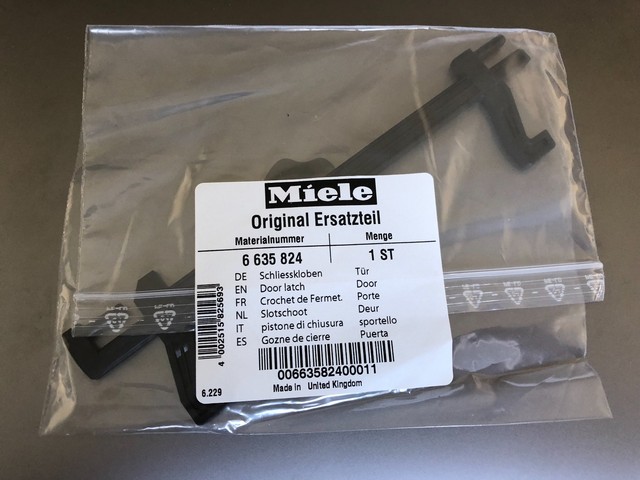 Miele
Original Ersatzteil
Materialnummer Menge
6 635 824 1 ST
DE Schliesskloben Tür
EN Door latch Door
FR Crochet de Fermet. Porte
NL Slotschoot Deur
IT pistone di chiusura sportello
ES Gozne de cierre Puerta
4 002515 825693
00663582400011
6.229 Made in United Kingdom